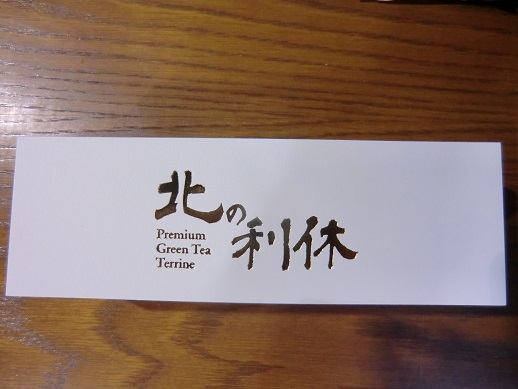 北の
利休
Premium
Green Tea
Terrine